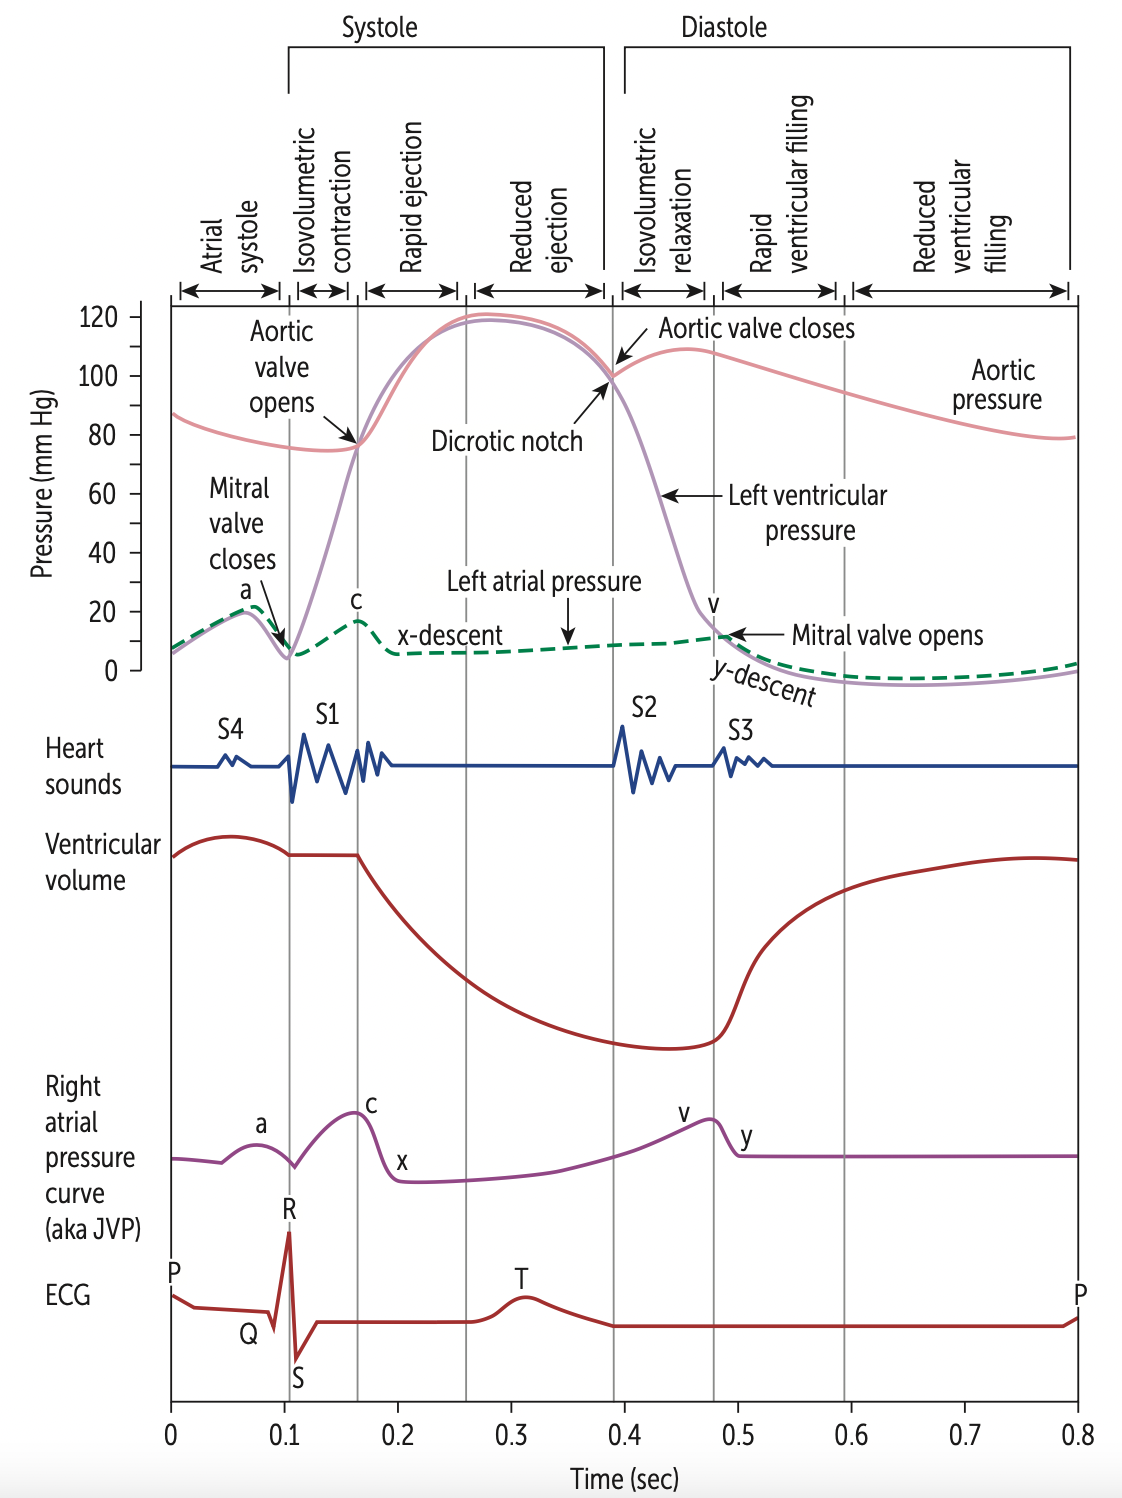 Systole
Diastole
Atrial
systole
Isovolumetric
contraction
Rapid ejection
Reduced
ejection
Isovolumetric
relaxation
Rapid
ventricular filling
Reduced
ventricular
filling
Pressure (mm Hg)
120
100
80
60
40
20
0
Aortic
valve
opens
Aortic valve closes
Aortic
pressure
Dicrotic notch
Mitral
valve
closes
Left ventricular
pressure
a
c
Left atrial pressure
v
x-descent
Mitral valve opens
y-descent
Heart
sounds
S4
S1
S2
S3
Ventricular
volume
Right
atrial
pressure
curve
(aka JVP)
a
c
x
v
y
ECG
P
Q
R
S
T
P
0
0.1
0.2
0.3
0.4
0.5
0.6
0.7
0.8
Time (sec)